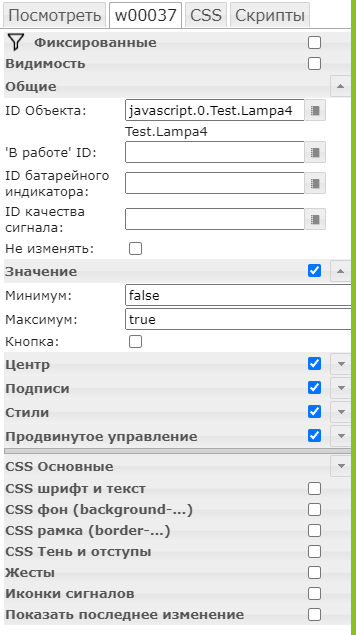 Посмотреть w00037 CSS Скрипты
Фиксированные
Видимость
Общие
ID Объекта: javascript.0.Test.Lampa4
Test.Lampa4
'В работе' ID:
ID батарейного
индикатора:
ID качества
сигнала:
Не изменять:
Значение
Минимум: false
Максимум: true
Кнопка:
Центр
Подписи
Стили
Продвинутое управление
CSS Основные
CSS шрифт и текст
CSS фон (background-...)
CSS рамка (border-...)
CSS Тень и отступы
Жесты
Иконки сигналов
Показать последнее изменение